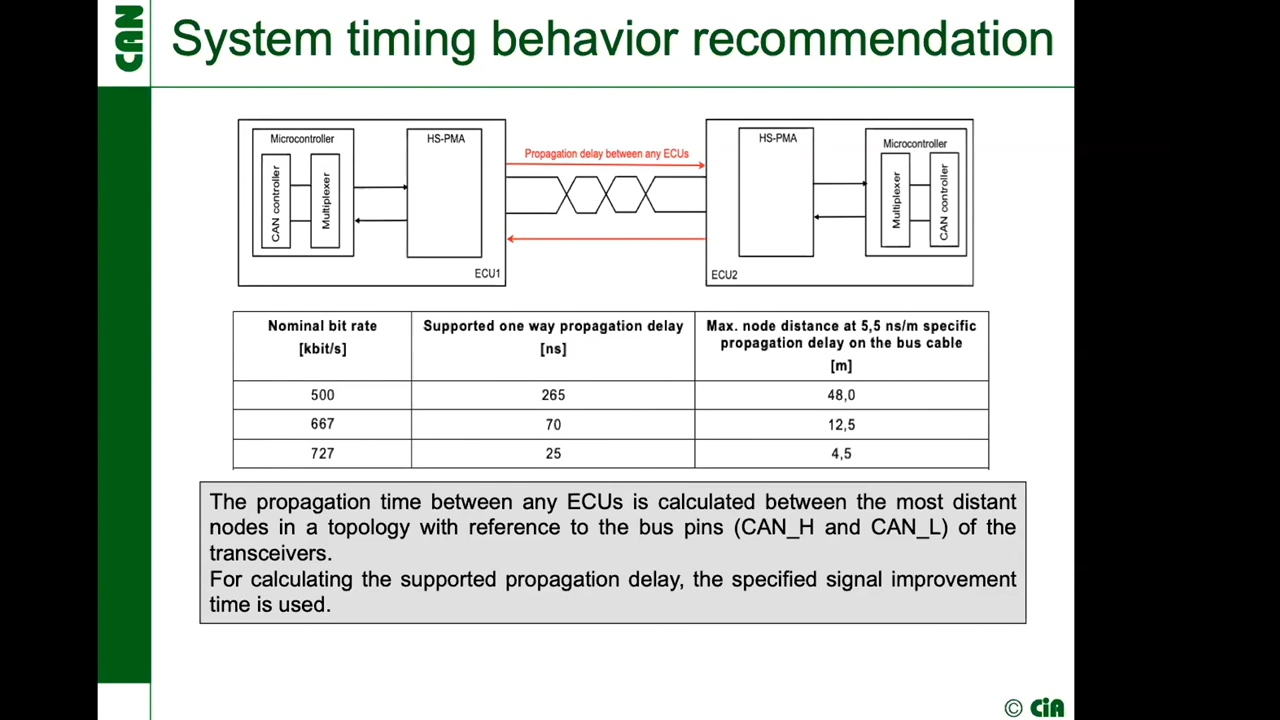 CAN
System timing behavior recommendation
Microcontroller
HS-PMA
CAN controller
Multiplexer
ECU1
Propagation delay between any ECUs
HS-PMA
Microcontroller
Multiplexer
CAN controller
ECU2
Nominal bit rate
[kbit/s]
Supported one way propagation delay
[ns]
Max. node distance at 5,5 ns/m specific
propagation delay on the bus cable
[m]
500 265 48,0
667 70 12,5
727 25 4,5
The propagation time between any ECUs is calculated between the most distant
nodes in a topology with reference to the bus pins (CAN_H and CAN_L) of the
transceivers.
For calculating the supported propagation delay, the specified signal improvement
time is used.
© CiA